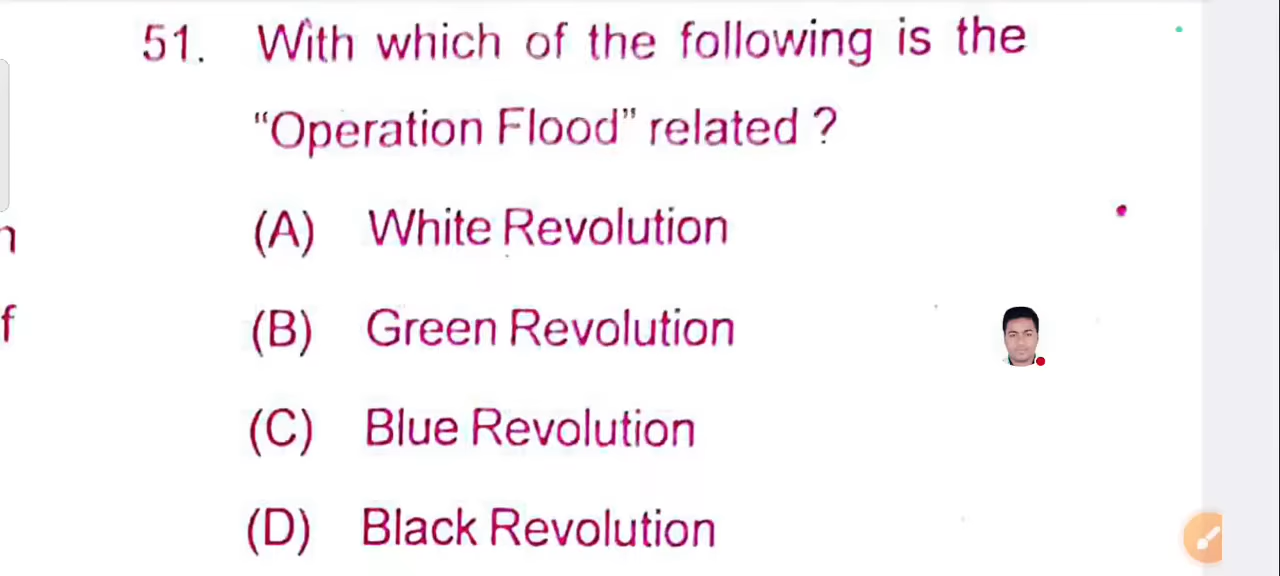 51. With which of the following is the
“Operation Flood” related ?
(A) White Revolution
(B) Green Revolution
(C) Blue Revolution
(D) Black Revolution